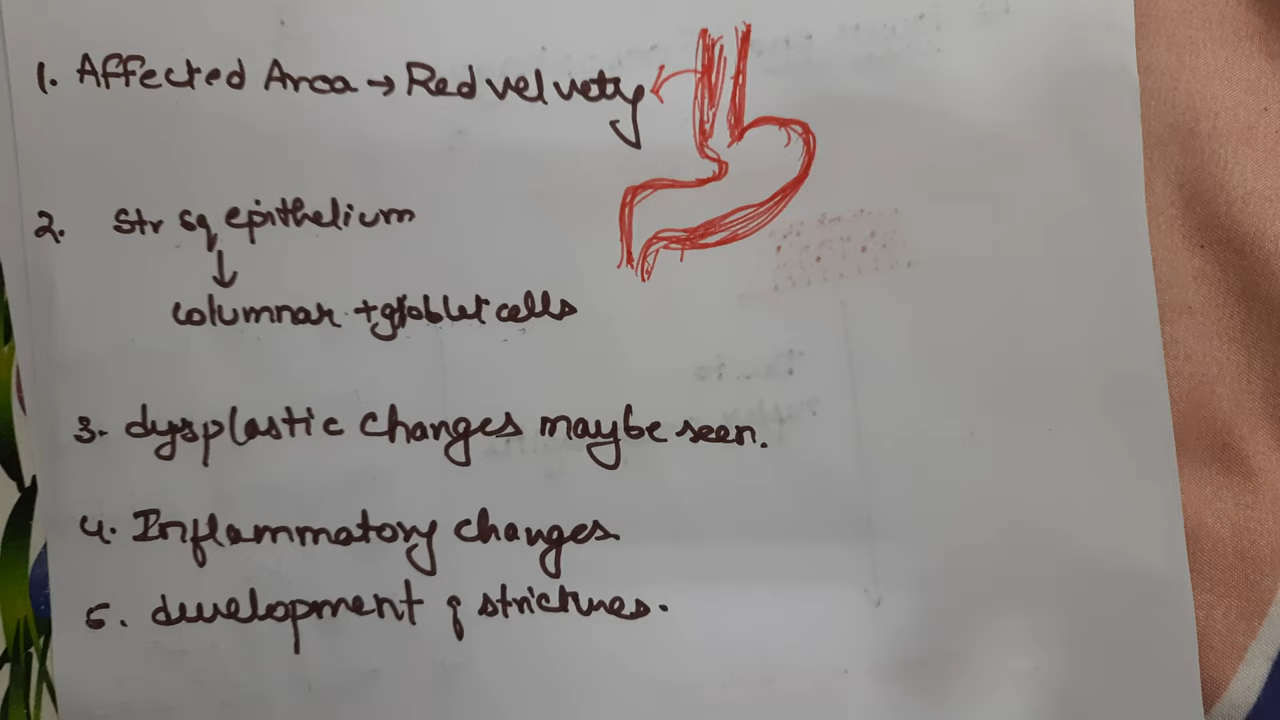 1. Affected Area → Red velvety
2. Str sq epithelium
↓
columnar + goblet cells
3. dysplastic changes maybe seen.
4. Inflammatory changes
5. development of strictures.